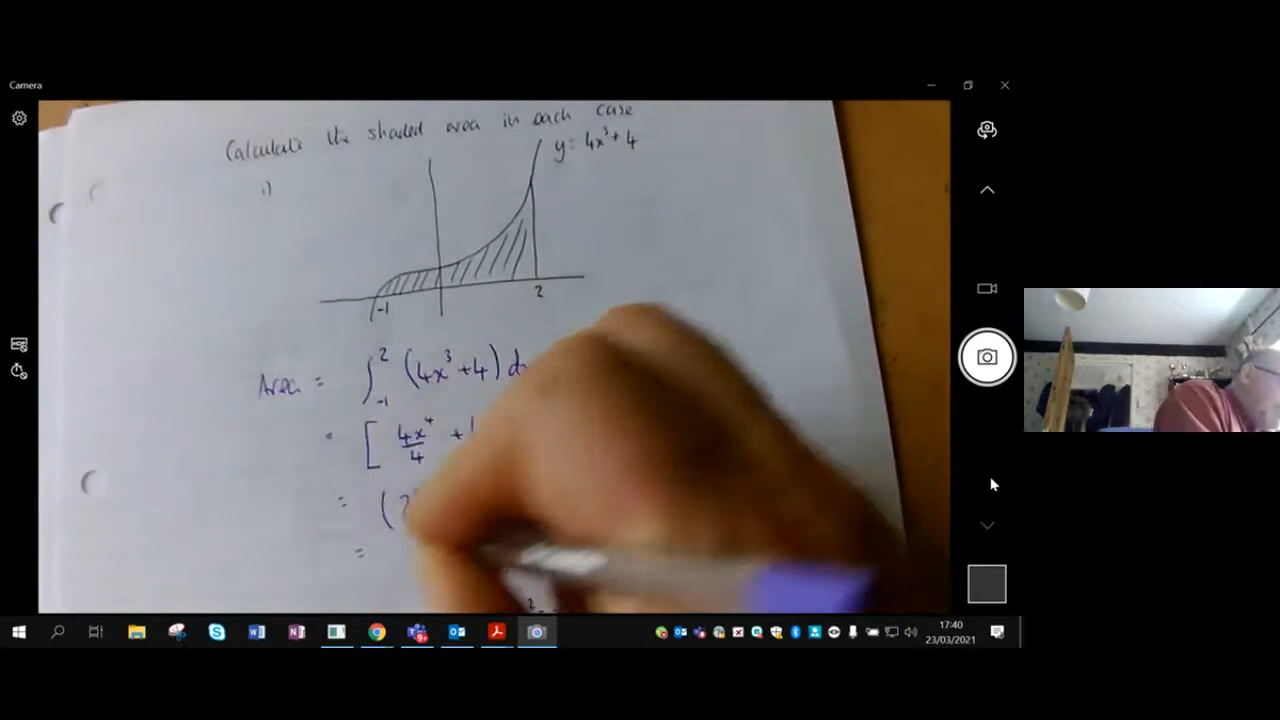 Camera
Calculate the shaded area in each case
y = 4x³ + 4
i)
-1
2
Area = ∫₋₁² (4x³ + 4) d
= [ 4x⁴/4 +
= (2
=
17:40
23/03/2021